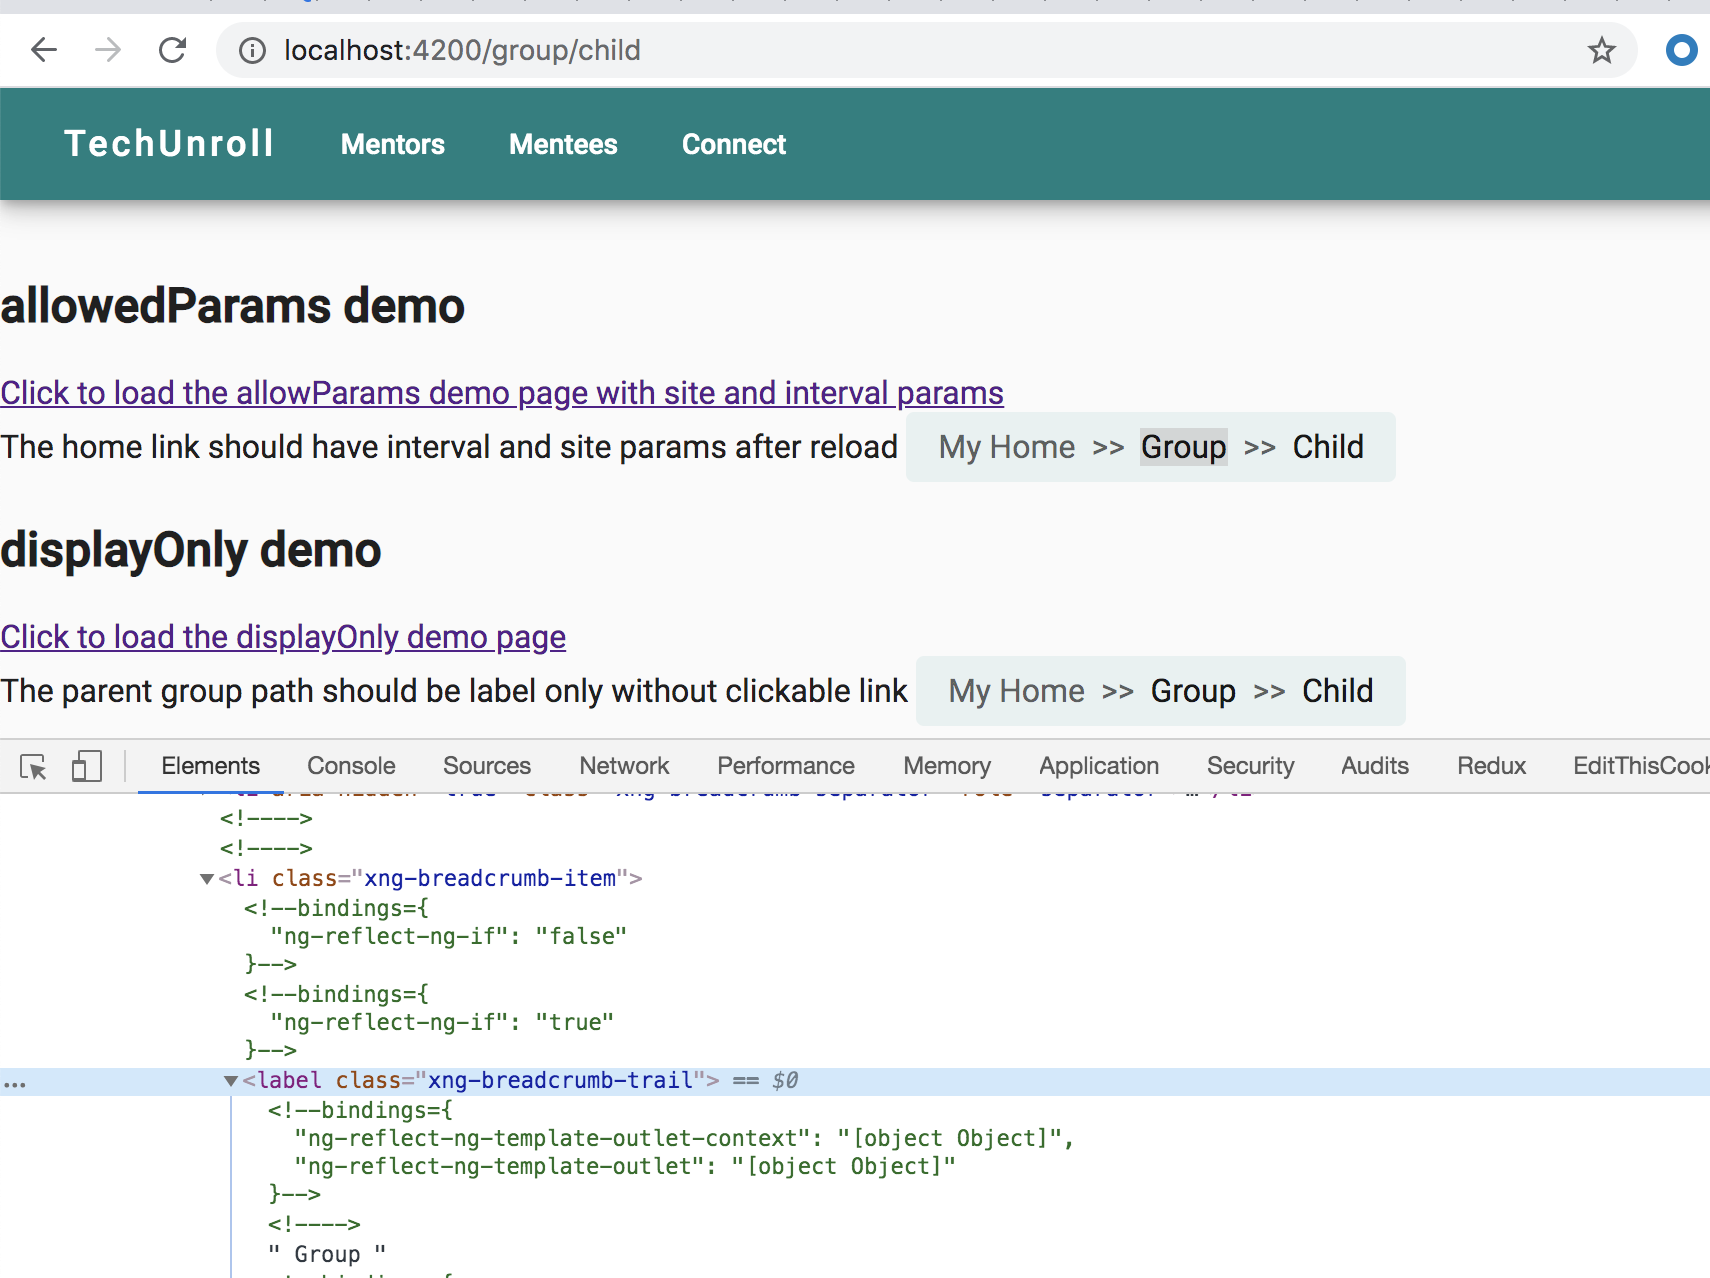 localhost:4200/group/child
TechUnroll Mentors Mentees Connect
allowedParams demo
Click to load the allowParams demo page with site and interval params
The home link should have interval and site params after reload My Home >> Group >> Child
displayOnly demo
Click to load the displayOnly demo page
The parent group path should be label only without clickable link My Home >> Group >> Child
Elements Console Sources Network Performance Memory Application Security Audits Redux EditThisCook
<!---->
<!---->
▼<li class="xng-breadcrumb-item">
<!--bindings={
"ng-reflect-ng-if": "false"
}-->
<!--bindings={
"ng-reflect-ng-if": "true"
}-->
… ▼<label class="xng-breadcrumb-trail"> == $0
<!--bindings={
"ng-reflect-ng-template-outlet-context": "[object Object]",
"ng-reflect-ng-template-outlet": "[object Object]"
}-->
<!---->
" Group "